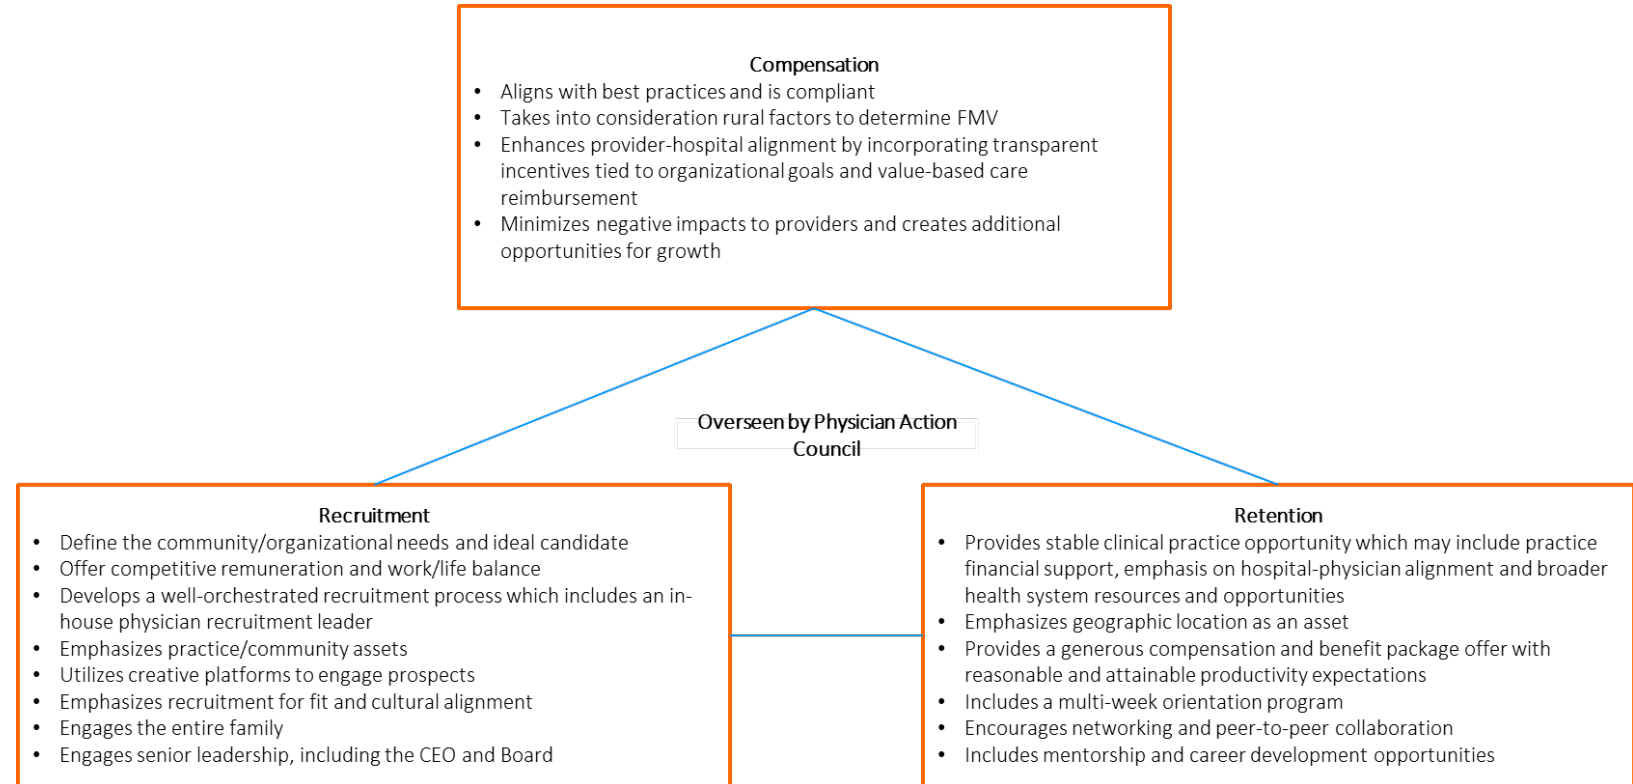 Compensation
• Aligns with best practices and is compliant
• Takes into consideration rural factors to determine FMV
• Enhances provider-hospital alignment by incorporating transparent
incentives tied to organizational goals and value-based care
reimbursement
• Minimizes negative impacts to providers and creates additional
opportunities for growth
Overseen by Physician Action
Council
Recruitment
• Define the community/organizational needs and ideal candidate
• Offer competitive remuneration and work/life balance
• Develops a well-orchestrated recruitment process which includes an in-
house physician recruitment leader
• Emphasizes practice/community assets
• Utilizes creative platforms to engage prospects
• Emphasizes recruitment for fit and cultural alignment
• Engages the entire family
• Engages senior leadership, including the CEO and Board
Retention
• Provides stable clinical practice opportunity which may include practice
financial support, emphasis on hospital-physician alignment and broader
health system resources and opportunities
• Emphasizes geographic location as an asset
• Provides a generous compensation and benefit package offer with
reasonable and attainable productivity expectations
• Includes a multi-week orientation program
• Encourages networking and peer-to-peer collaboration
• Includes mentorship and career development opportunities